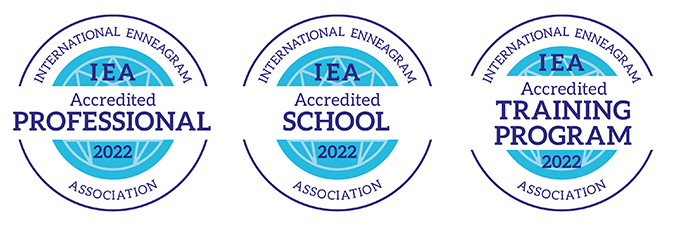 INTERNATIONAL ENNEAGRAM
IEA
Accredited
PROFESSIONAL
2022
ASSOCIATION
INTERNATIONAL ENNEAGRAM
IEA
Accredited
SCHOOL
2022
ASSOCIATION
INTERNATIONAL ENNEAGRAM
IEA
Accredited
TRAINING
PROGRAM
2022
ASSOCIATION